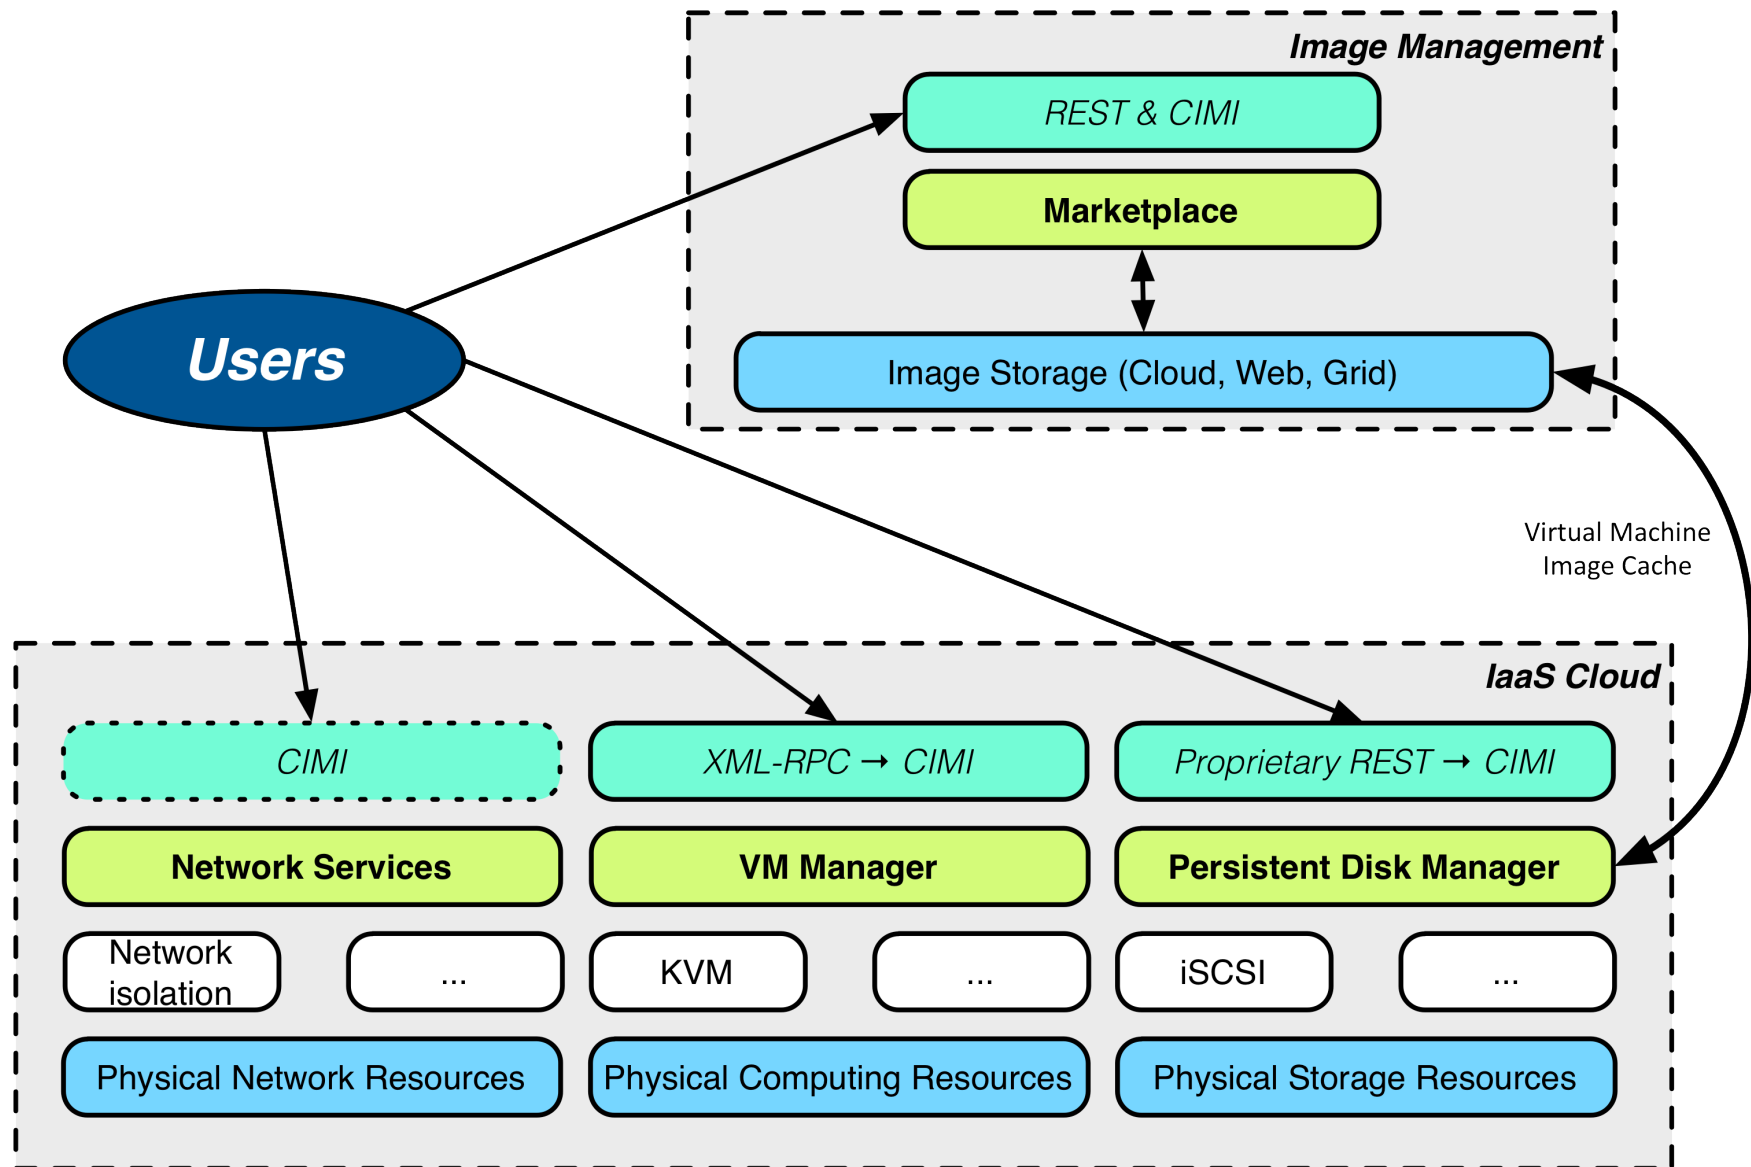 Image Management
REST & CIMI
Marketplace
Users
Image Storage (Cloud, Web, Grid)
Virtual Machine
Image Cache
IaaS Cloud
CIMI
XML-RPC → CIMI
Proprietary REST → CIMI
Network Services
VM Manager
Persistent Disk Manager
Network
isolation
...
KVM
...
iSCSI
...
Physical Network Resources
Physical Computing Resources
Physical Storage Resources